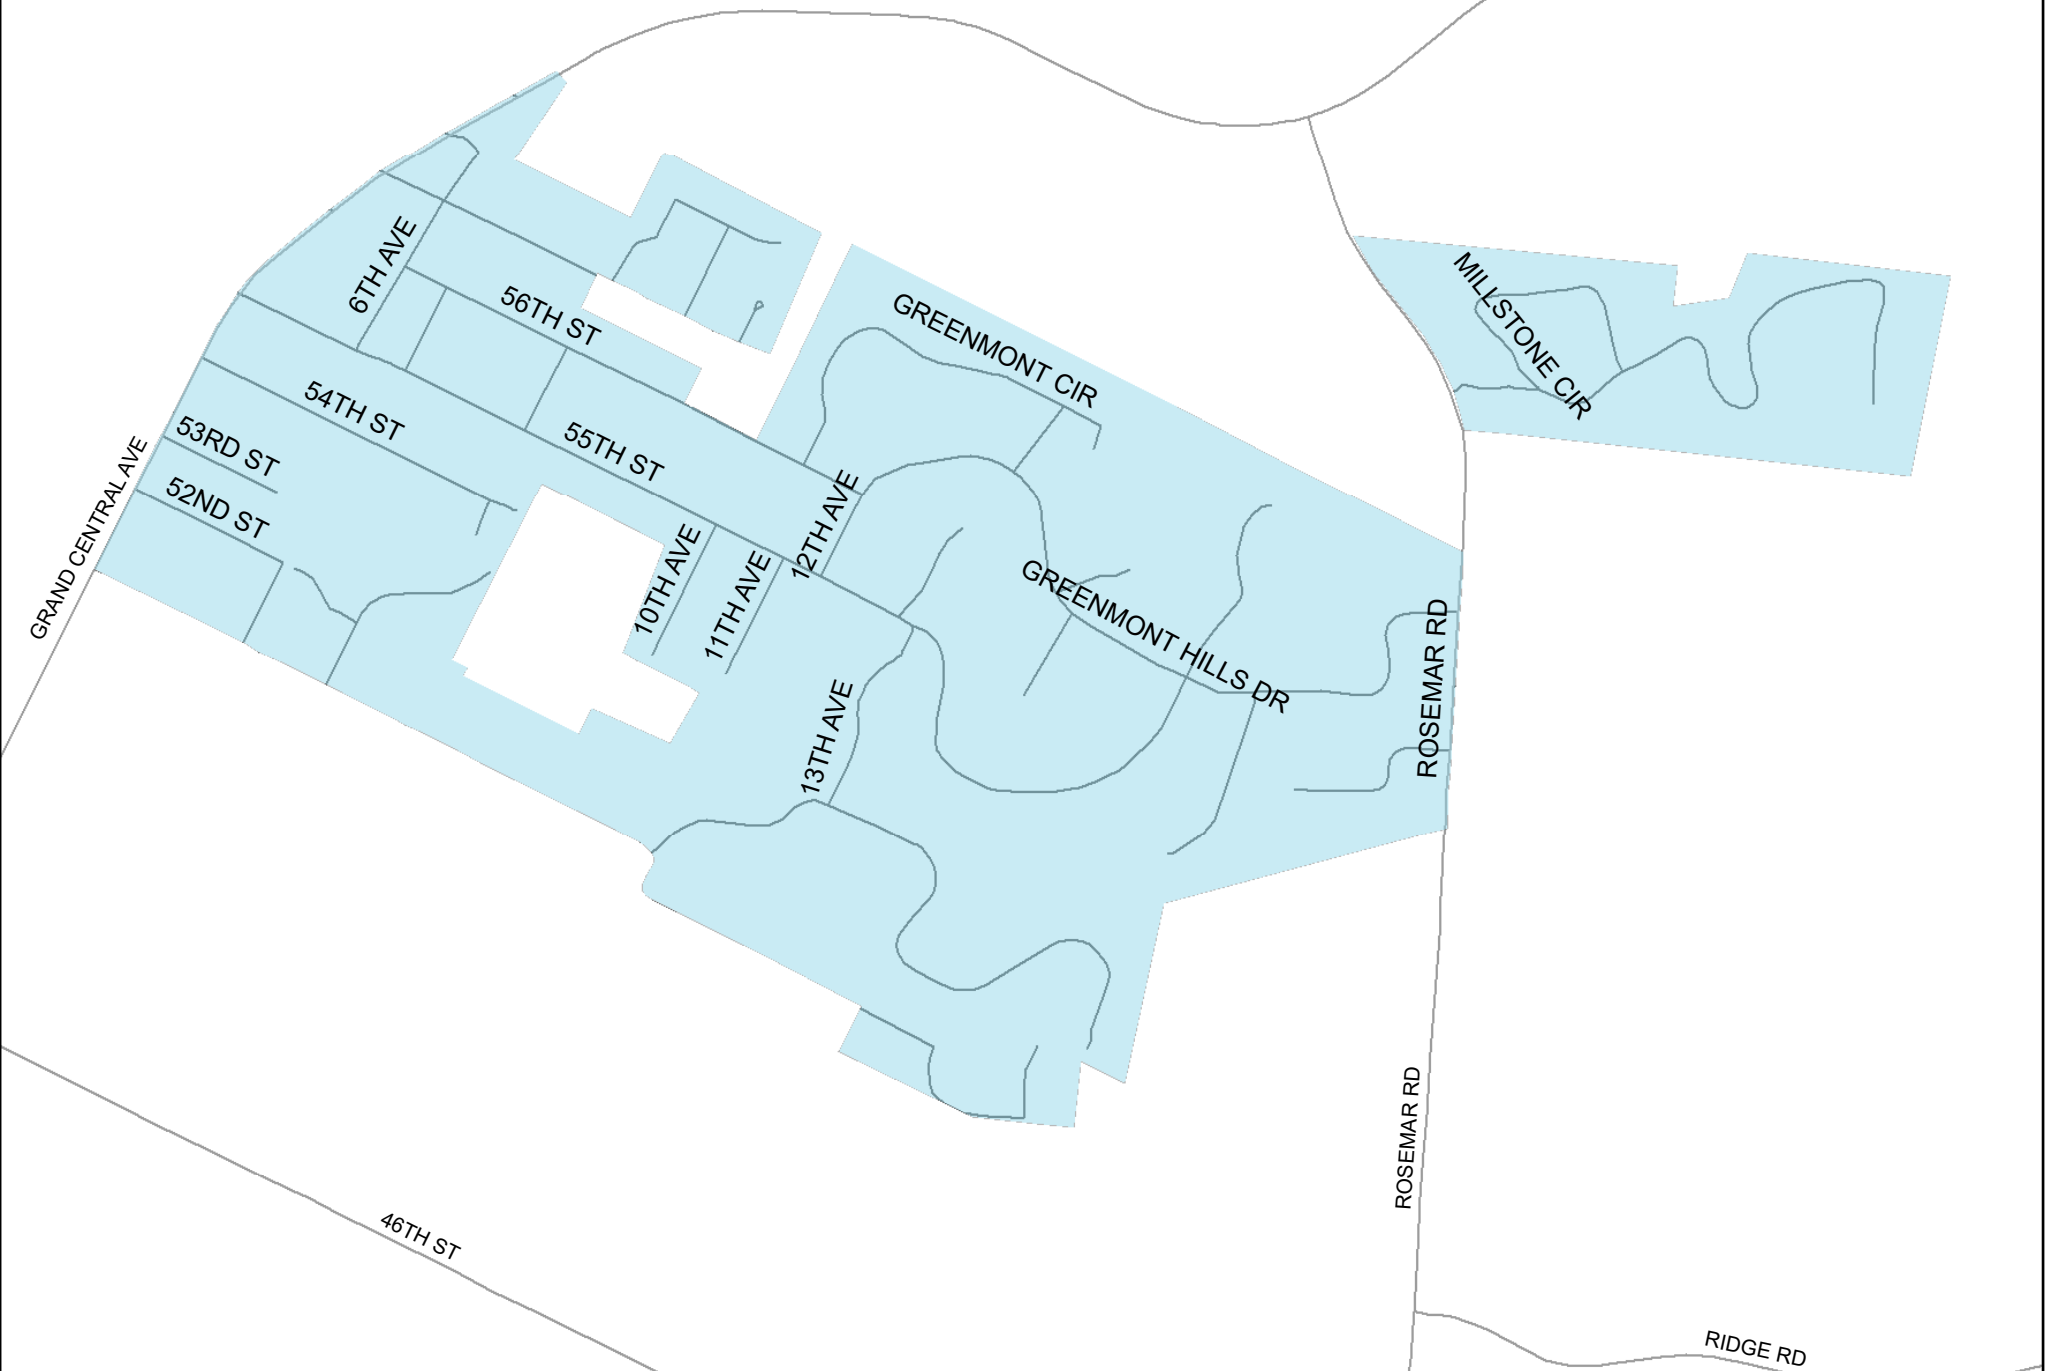 6TH AVE
56TH ST
GREENMONT CIR
MILLSTONE CIR
54TH ST
55TH ST
53RD ST
52ND ST
GRAND CENTRAL AVE
10TH AVE
11TH AVE
12TH AVE
GREENMONT HILLS DR
ROSEMAR RD
13TH AVE
ROSEMAR RD
46TH ST
RIDGE RD